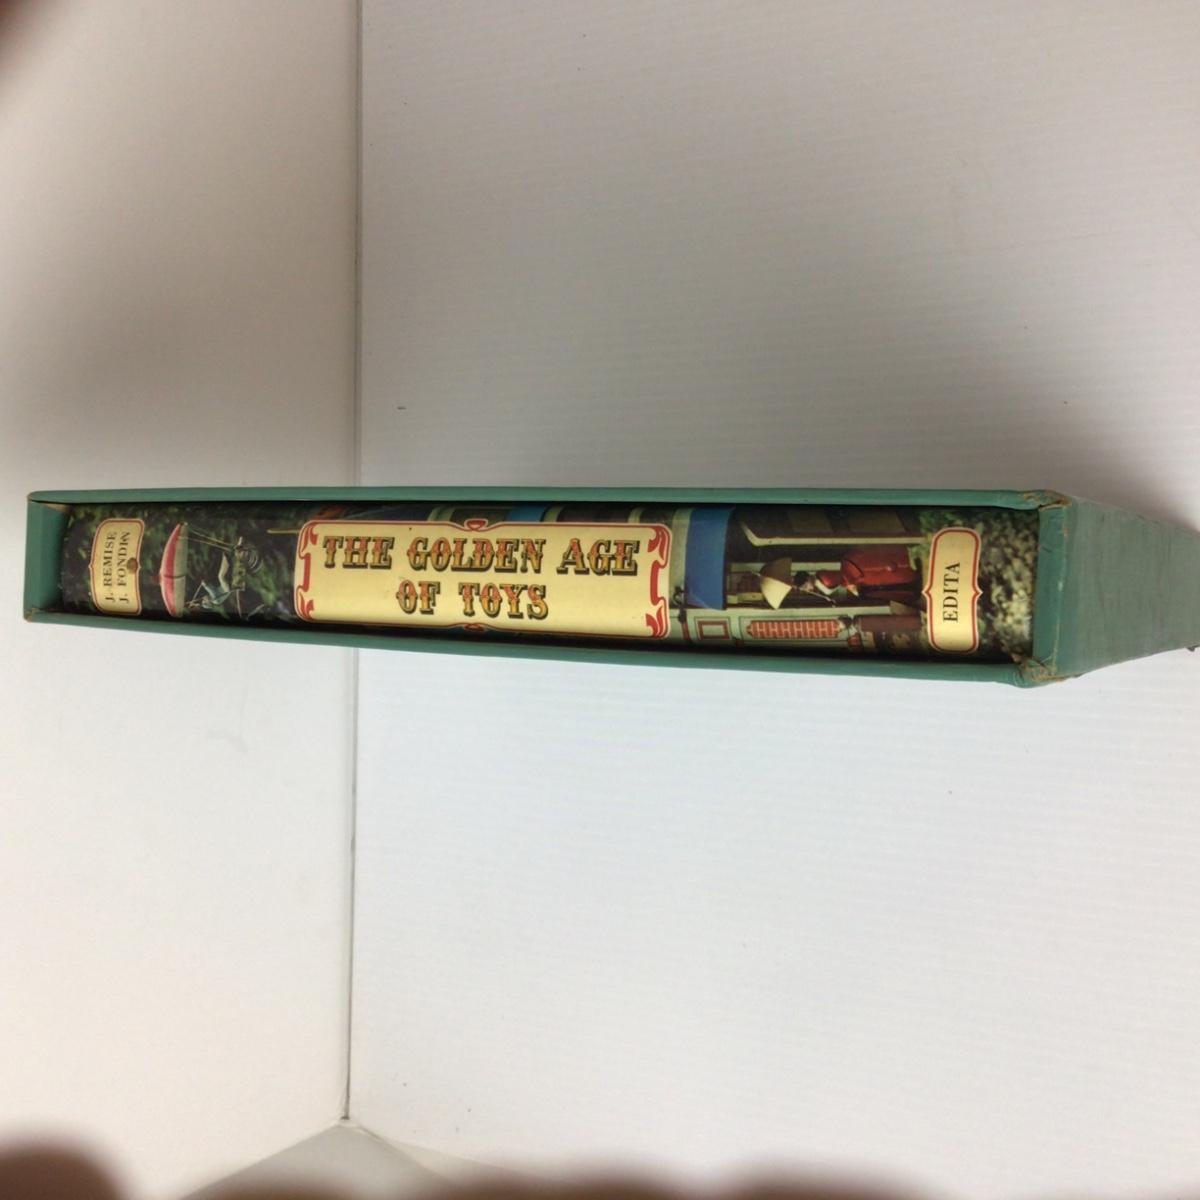 J. REMISE
J. FONDIN
THE GOLDEN AGE
OF TOYS
EDITA